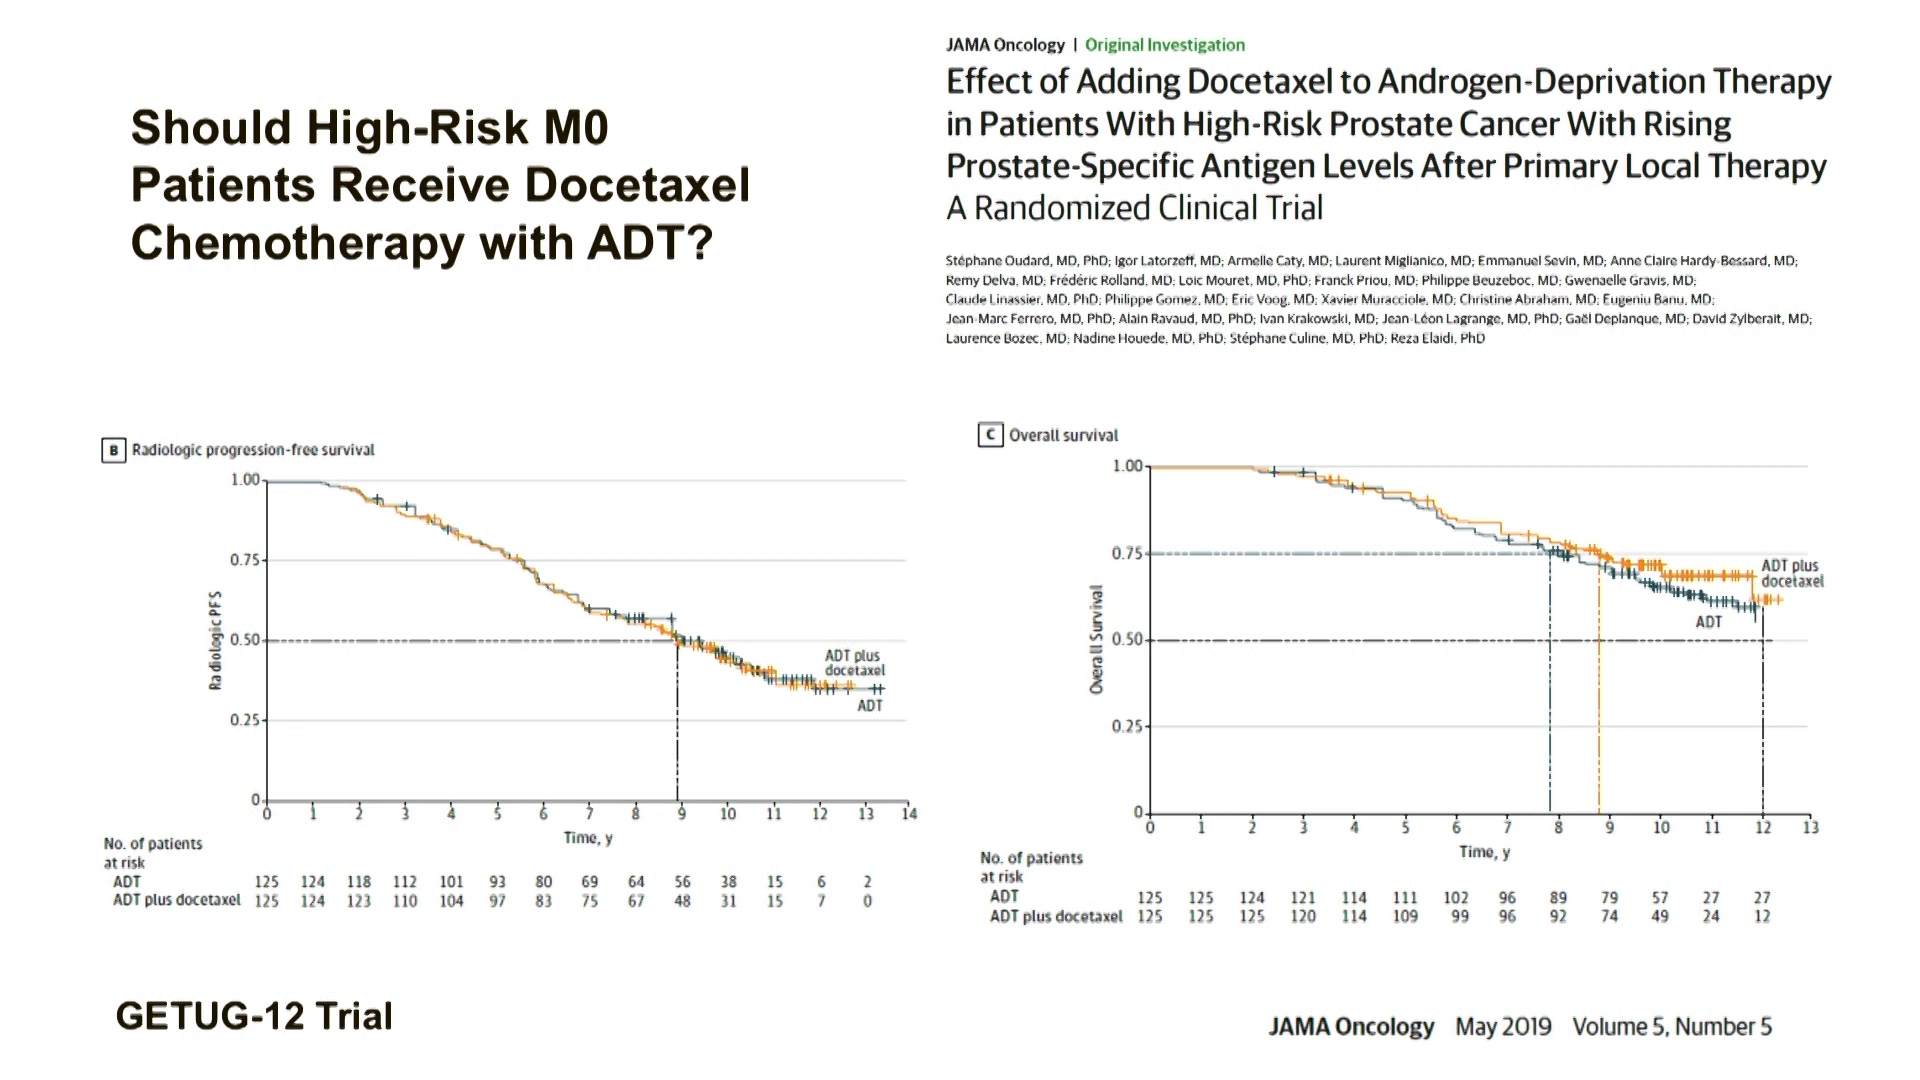 Should High-Risk M0
Patients Receive Docetaxel
Chemotherapy with ADT?
JAMA Oncology | Original Investigation
Effect of Adding Docetaxel to Androgen-Deprivation Therapy
in Patients With High-Risk Prostate Cancer With Rising
Prostate-Specific Antigen Levels After Primary Local Therapy
A Randomized Clinical Trial
Stéphane Oudard, MD, PhD; Igor Latorzeff, MD; Armelle Caty, MD; Laurent Miglianico, MD; Emmanuel Sevin, MD; Anne Claire Hardy-Bessard, MD;
Remy Delva, MD; Frédéric Rolland, MD; Loic Mouret, MD, PhD; Franck Priou, MD; Philippe Beuzeboc, MD; Gwenaelle Gravis, MD;
Claude Linassier, MD, PhD; Philippe Gomez, MD; Eric Voog, MD; Xavier Muracciole, MD; Christine Abraham, MD; Eugeniu Banu, MD;
Jean-Marc Ferrero, MD, PhD; Alain Ravaud, MD, PhD; Ivan Krakowski, MD; Jean-Léon Lagrange, MD, PhD; Gaël Deplanque, MD; David Zylberait, MD;
Laurence Bozec, MD; Nadine Houede, MD, PhD; Stéphane Culine, MD, PhD; Reza Elaidi, PhD
B Radiologic progression-free survival
1.00
0.75
0.50
0.25
0
Radiologic PFS
ADT plus
docetaxel
ADT
0 1 2 3 4 5 6 7 8 9 10 11 12 13 14
Time, y
No. of patients
at risk
ADT 125 124 118 112 101 93 80 69 64 56 38 15 6 2
ADT plus docetaxel 125 124 123 110 104 97 83 75 67 48 31 15 7 0
C Overall survival
1.00
0.75
0.50
0.25
0
Overall Survival
ADT plus
docetaxel
ADT
0 1 2 3 4 5 6 7 8 9 10 11 12 13
Time, y
No. of patients
at risk
ADT 125 125 124 121 114 111 102 96 89 79 57 27 27
ADT plus docetaxel 125 125 125 120 114 109 99 96 92 74 49 24 12
GETUG-12 Trial
JAMA Oncology May 2019 Volume 5, Number 5